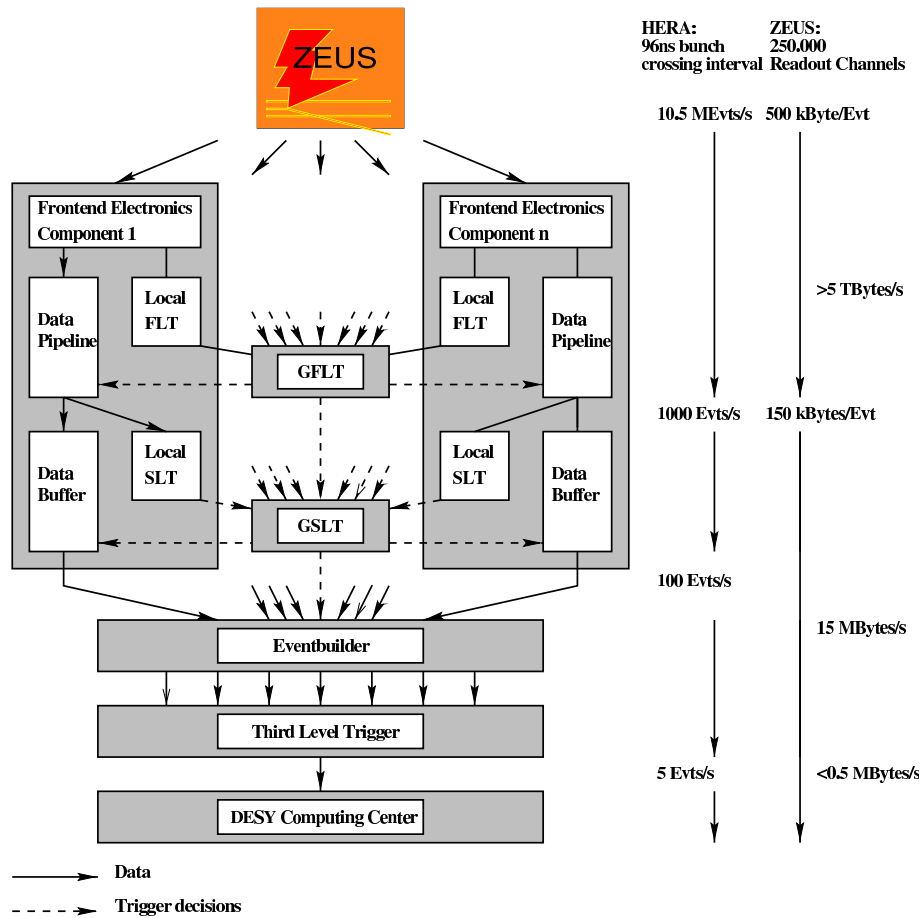 ZEUS
HERA:
96ns bunch
crossing interval
ZEUS:
250.000
Readout Channels
10.5 MEvts/s
500 kByte/Evt
Frontend Electronics
Component 1
Frontend Electronics
Component n
Data
Pipeline
Local
FLT
Local
FLT
Data
Pipeline
>5 TBytes/s
GFLT
1000 Evts/s
150 kBytes/Evt
Data
Buffer
Local
SLT
Local
SLT
Data
Buffer
GSLT
100 Evts/s
Eventbuilder
15 MBytes/s
Third Level Trigger
5 Evts/s
<0.5 MBytes/s
DESY Computing Center
Data
Trigger decisions